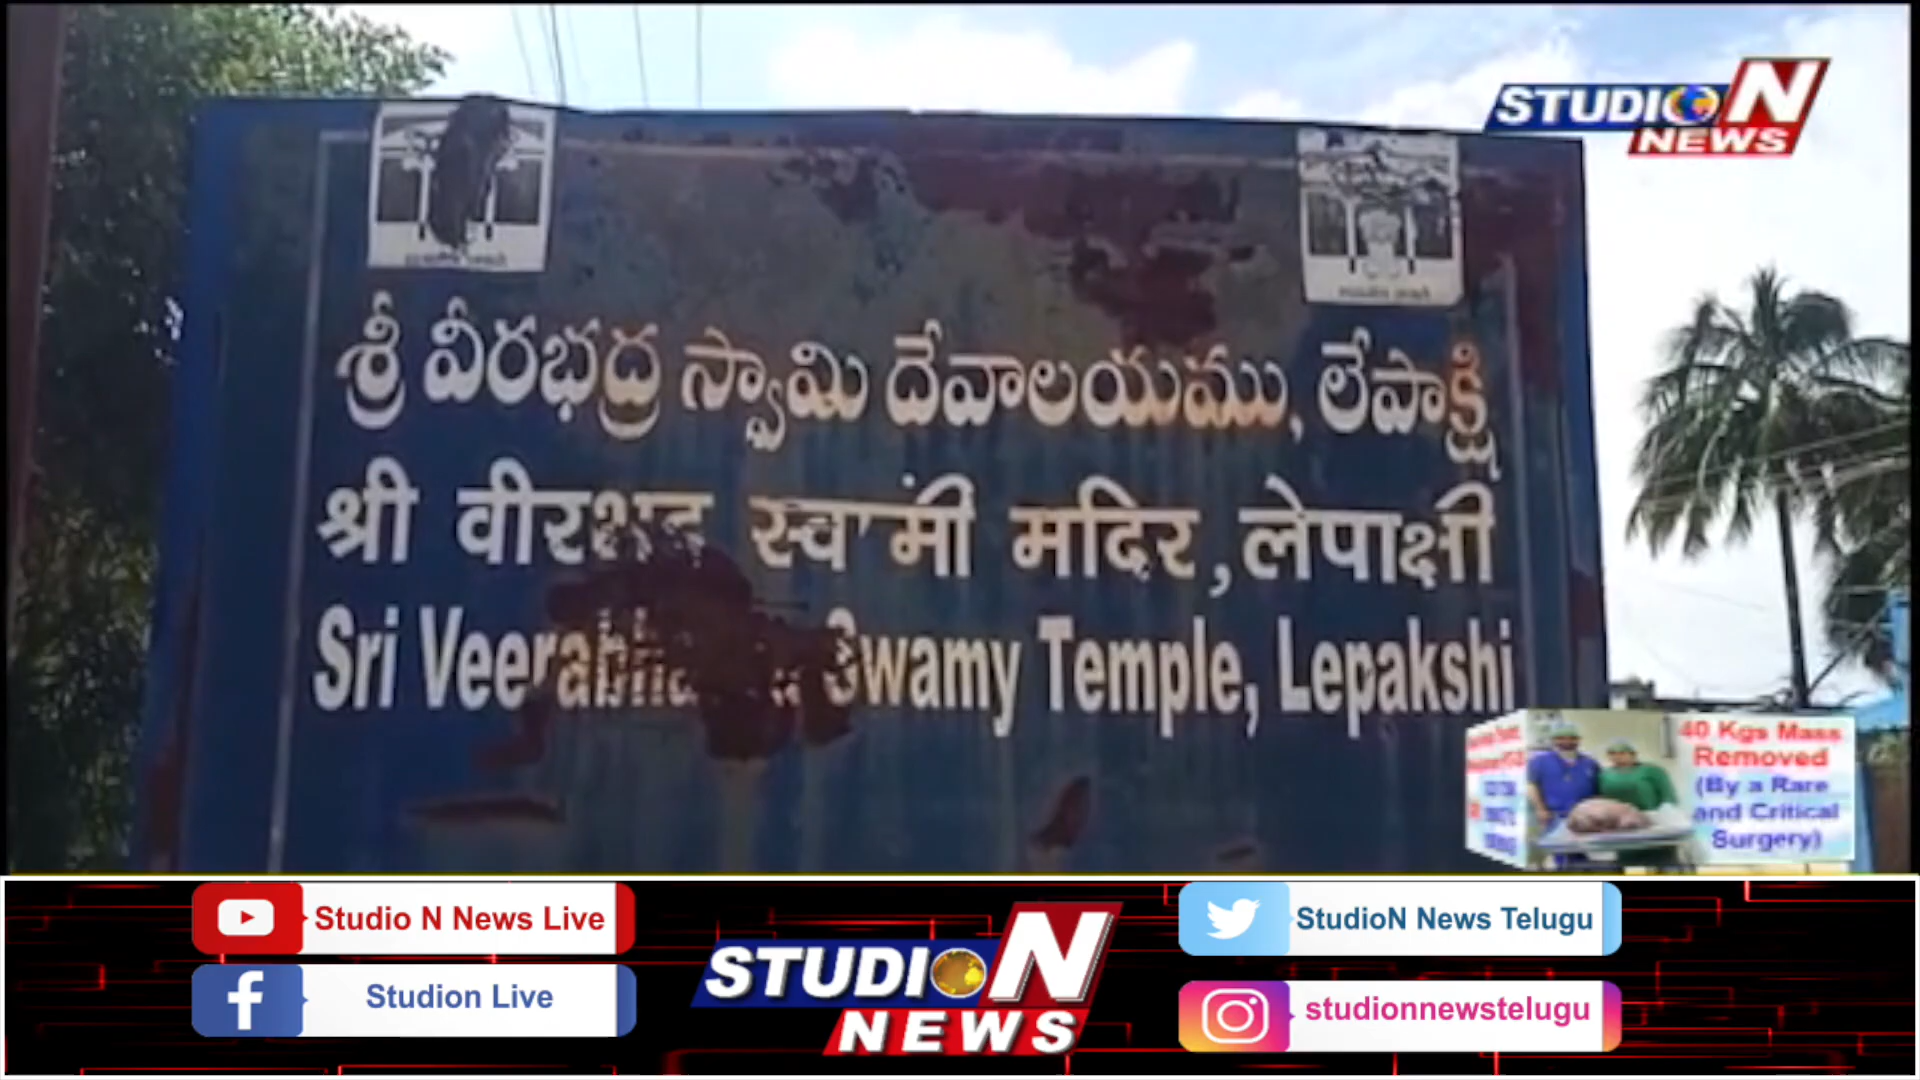 STUDIO N
NEWS
శ్రీ వీరభద్ర స్వామి దేవాలయము, లేపాక్షి
श्री वीरभद्र स्वामी मंदिर, लेपाक्षी
Sri Swamy Temple, Lepakshi
40 Kgs Mass
Removed
(By a Rare
and Critical
Surgery)
Studio N News Live
Studion Live
STUDIO N
NEWS
StudioN News Telugu
studionnewstelugu